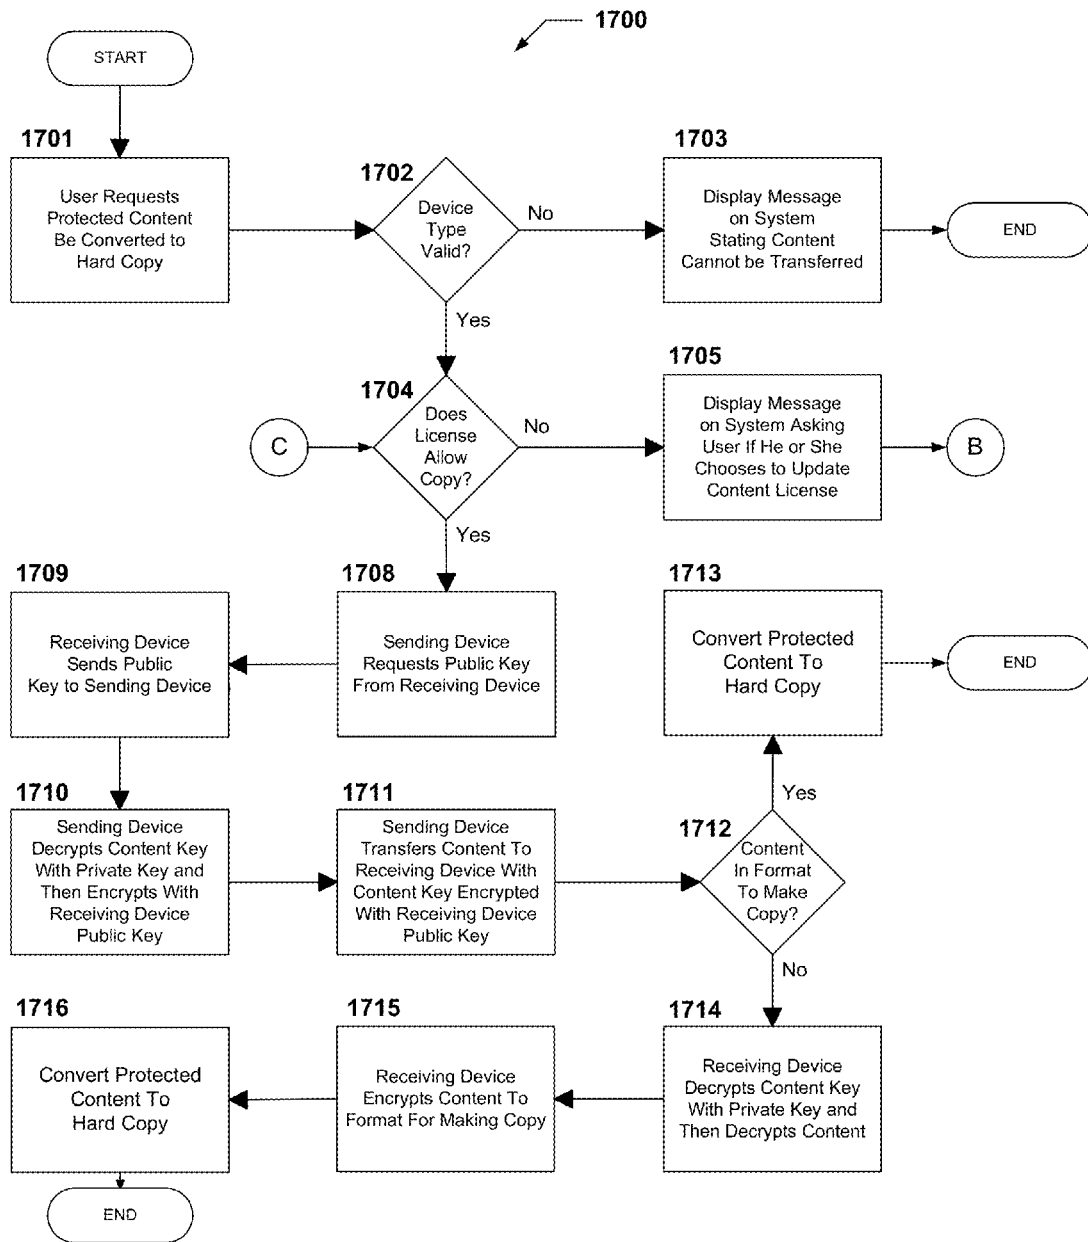 1700
START
1701
User Requests
Protected Content
Be Converted to
Hard Copy
1702
Device
Type
Valid?
No
1703
Display Message
on System
Stating Content
Cannot be Transferred
END
Yes
C
1704
Does
License
Allow
Copy?
No
1705
Display Message
on System Asking
User If He or She
Chooses to Update
Content License
B
Yes
1709
Receiving Device
Sends Public
Key to Sending Device
1708
Sending Device
Requests Public Key
From Receiving Device
1713
Convert Protected
Content To
Hard Copy
END
1710
Sending Device
Decrypts Content Key
With Private Key and
Then Encrypts With
Receiving Device
Public Key
1711
Sending Device
Transfers Content To
Receiving Device With
Content Key Encrypted
With Receiving Device
Public Key
Yes
1712
Content
In Format
To Make
Copy?
No
1716
Convert Protected
Content To
Hard Copy
1715
Receiving Device
Encrypts Content To
Format For Making Copy
1714
Receiving Device
Decrypts Content Key
With Private Key and
Then Decrypts Content
END